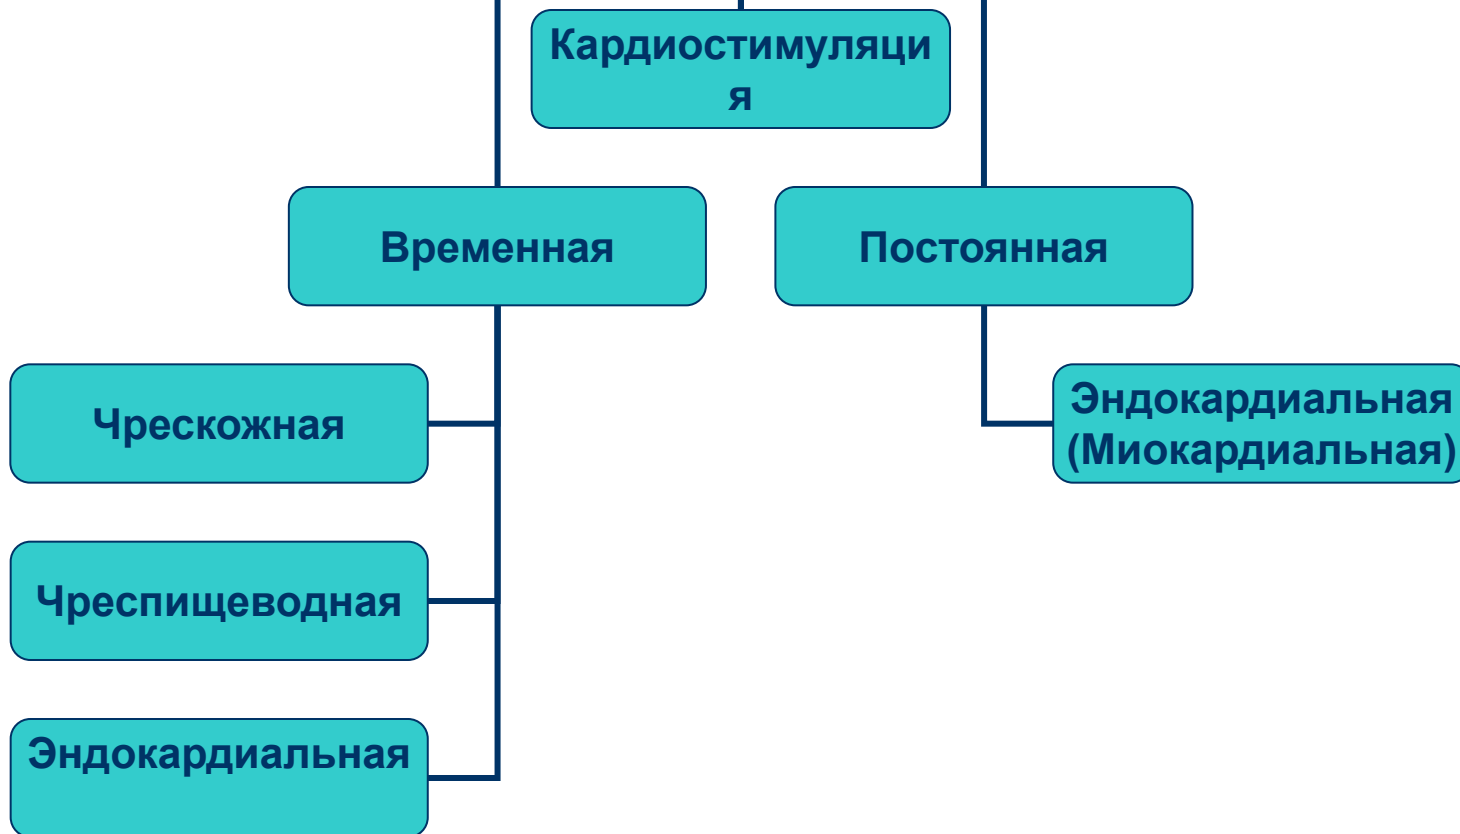 Кардиостимуляци
я
Временная
Постоянная
Чрескожная
Эндокардиальная
(Миокардиальная)
Чреспищеводная
Эндокардиальная